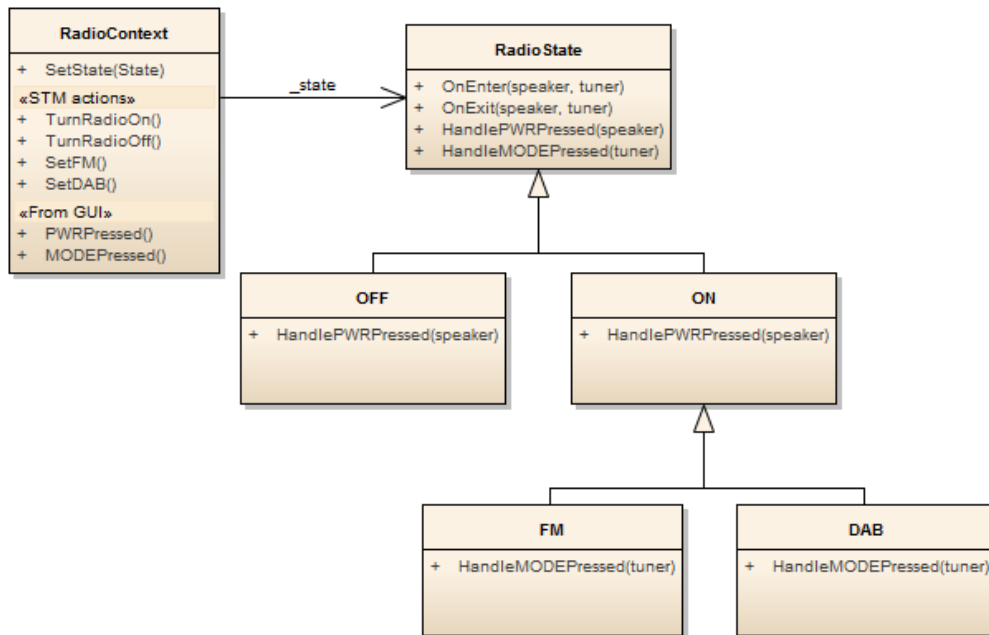 RadioContext
+ SetState(State)
«STM actions»
+ TurnRadioOn()
+ TurnRadioOff()
+ SetFM()
+ SetDAB()
«From GUI»
+ PWRPressed()
+ MODEPressed()
_state
RadioState
+ OnEnter(speaker, tuner)
+ OnExit(speaker, tuner)
+ HandlePWRPressed(speaker)
+ HandleMODEPressed(tuner)
OFF
+ HandlePWRPressed(speaker)
ON
+ HandlePWRPressed(speaker)
FM
+ HandleMODEPressed(tuner)
DAB
+ HandleMODEPressed(tuner)